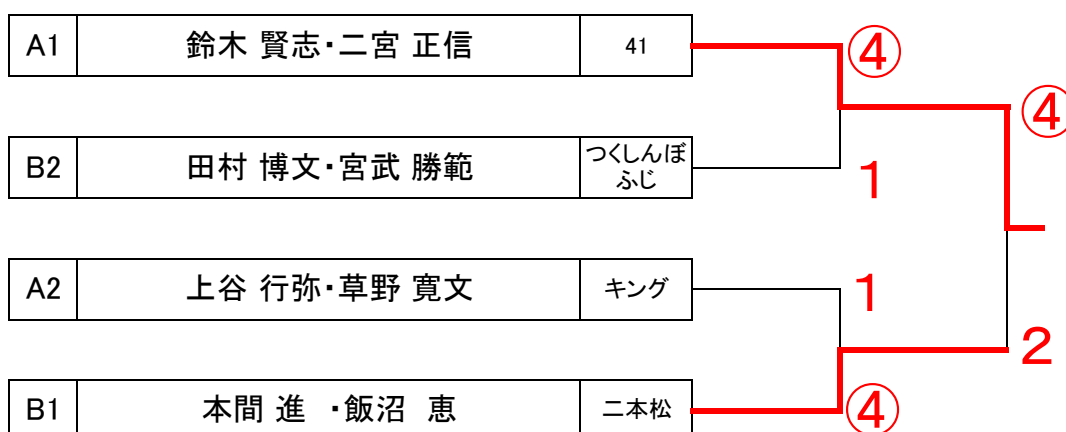 A1 鈴木 賢志・二宮 正信 41 ④
④
B2 田村 博文・宮武 勝範 つくしんぼ
ふじ 1
A2 上谷 行弥・草野 寛文 キング 1
2
B1 本間 進 ・飯沼 恵 二本松 ④